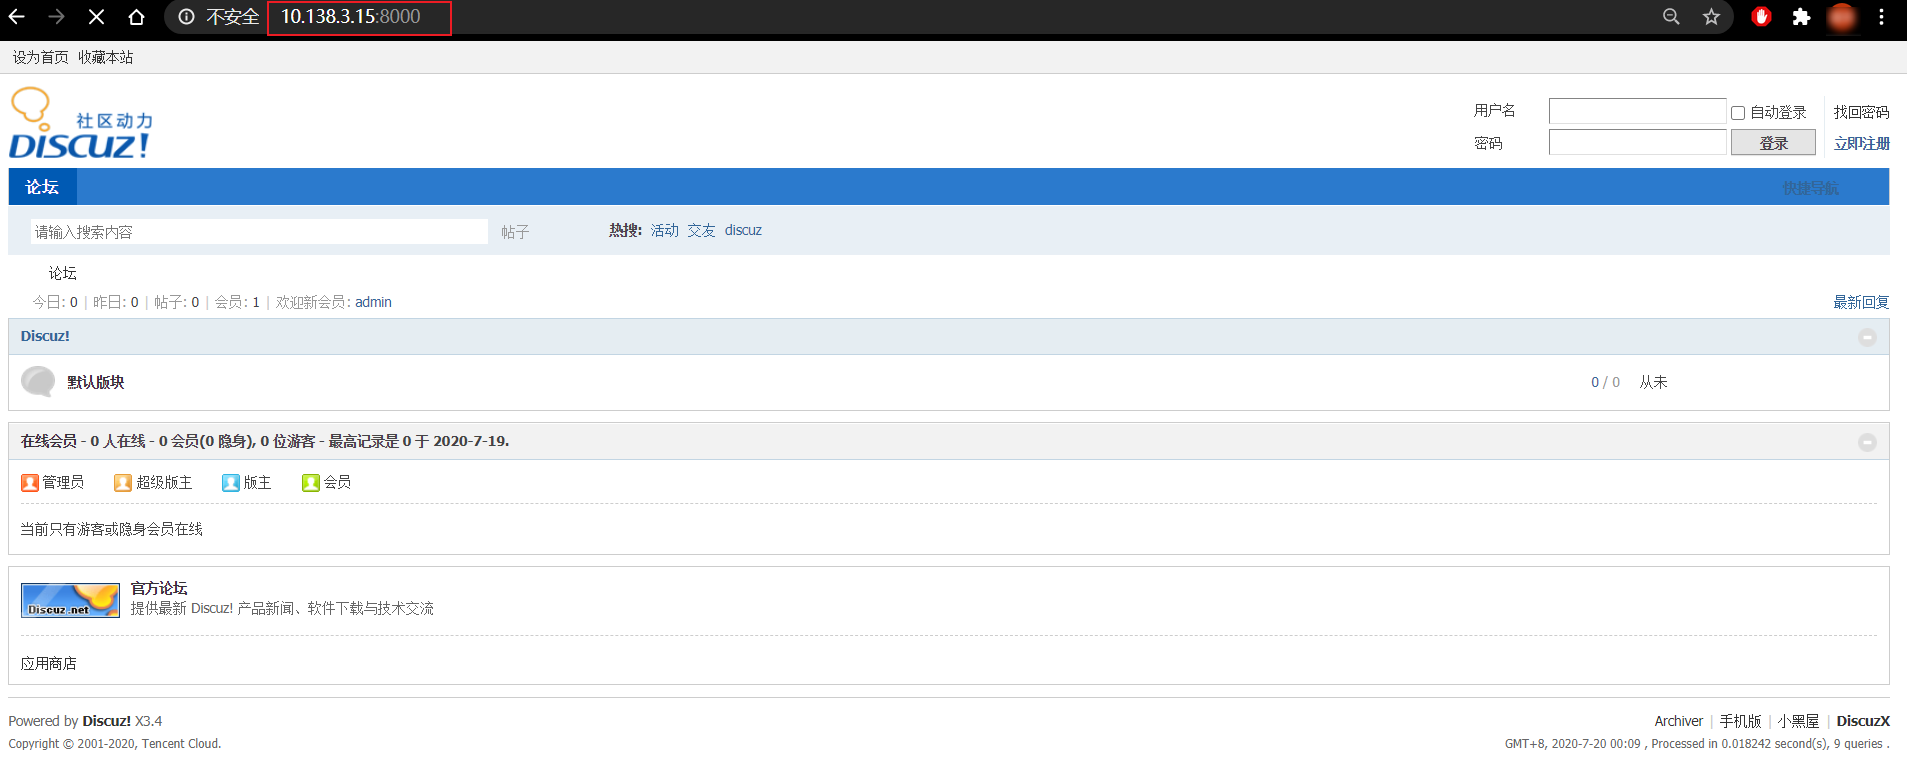 不安全 10.138.3.15:8000
设为首页 收藏本站
社区动力
DISCUZ!
用户名 自动登录 找回密码
密码 登录 立即注册
论坛 快捷导航
请输入搜索内容 帖子 热搜: 活动 交友 discuz
论坛
今日: 0 | 昨日: 0 | 帖子: 0 | 会员: 1 | 欢迎新会员: admin 最新回复
Discuz!
默认版块 0 / 0 从未
在线会员 - 0 人在线 - 0 会员(0 隐身), 0 位游客 - 最高记录是 0 于 2020-7-19.
管理员 超级版主 版主 会员
当前只有游客或隐身会员在线
Discuz.net 官方论坛
提供最新 Discuz! 产品新闻、软件下载与技术交流
应用商店
Powered by Discuz! X3.4 Archiver | 手机版 | 小黑屋 | DiscuzX
Copyright © 2001-2020, Tencent Cloud. GMT+8, 2020-7-20 00:09 , Processed in 0.018242 second(s), 9 queries .